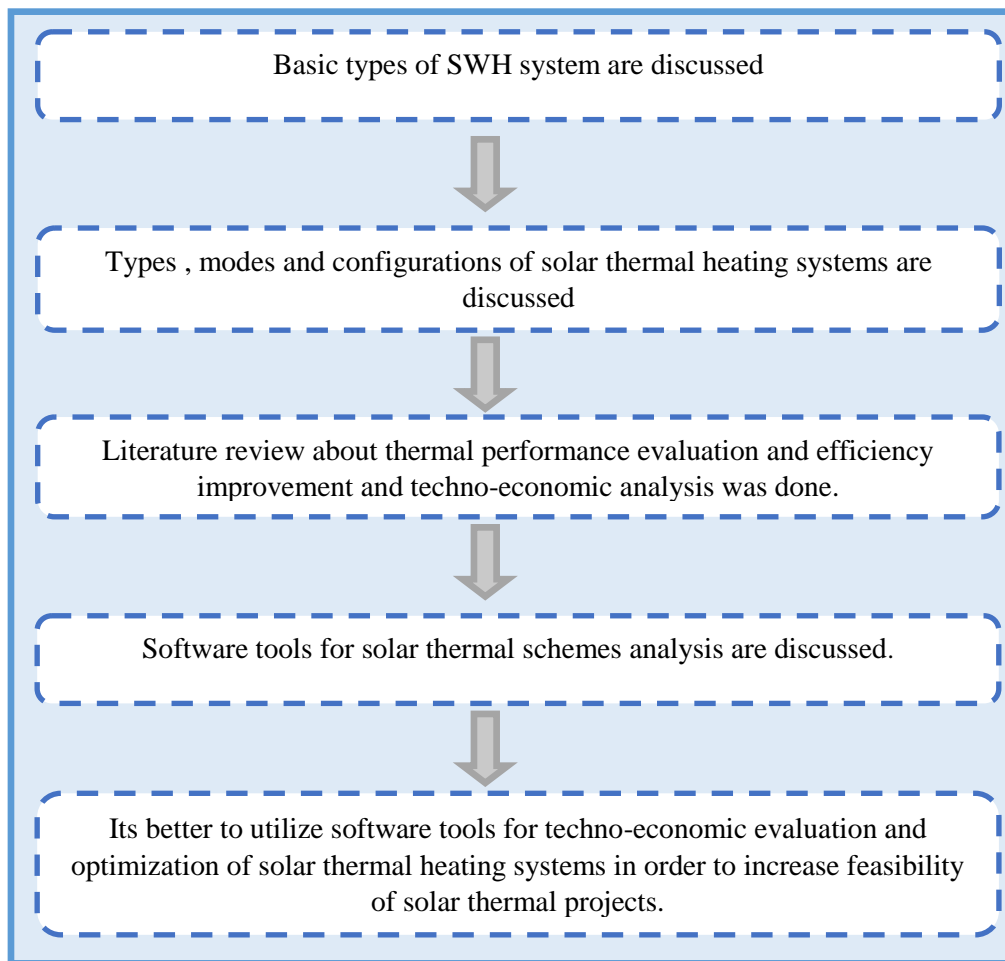 Basic types of SWH system are discussed
Types , modes and configurations of solar thermal heating systems are
discussed
Literature review about thermal performance evaluation and efficiency
improvement and techno-economic analysis was done.
Software tools for solar thermal schemes analysis are discussed.
Its better to utilize software tools for techno-economic evaluation and
optimization of solar thermal heating systems in order to increase feasibility
of solar thermal projects.